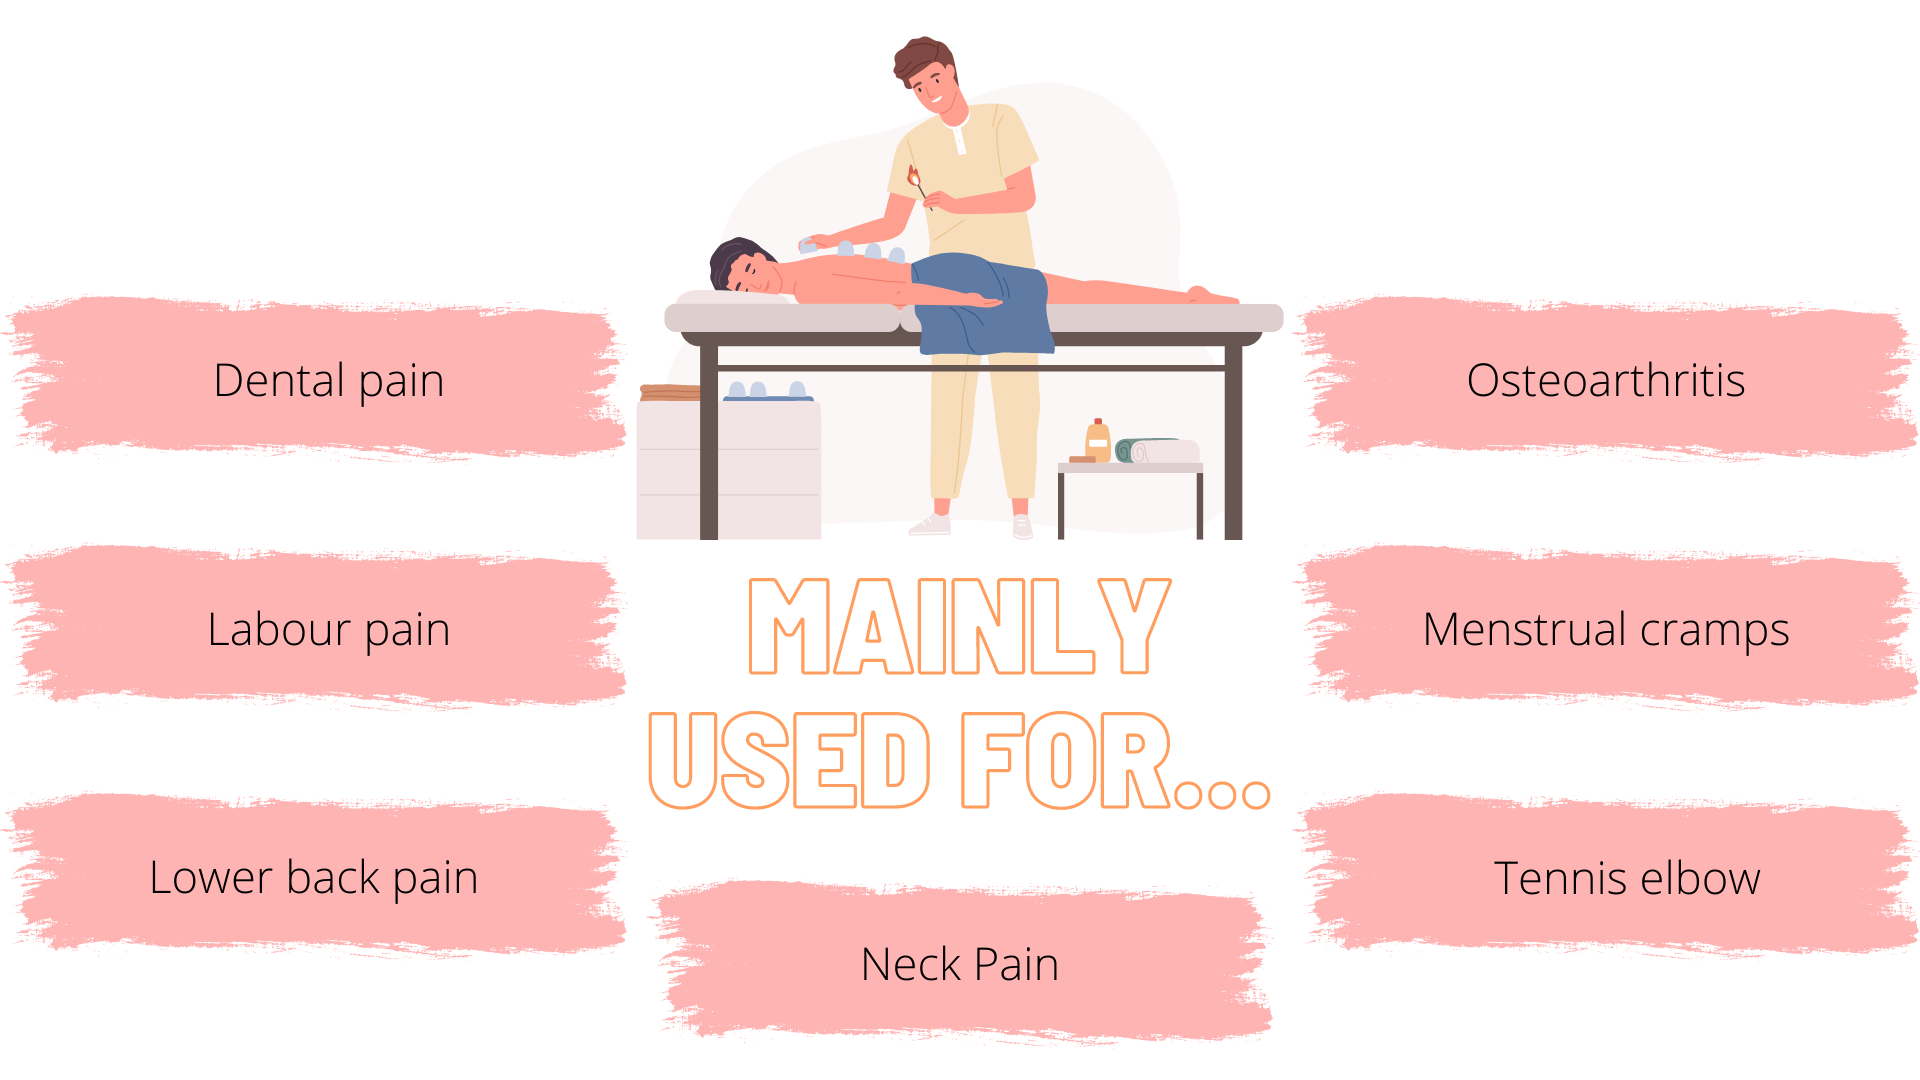 Dental pain
Labour pain
Lower back pain
MAINLY
USED FOR...
Neck Pain
Osteoarthritis
Menstrual cramps
Tennis elbow